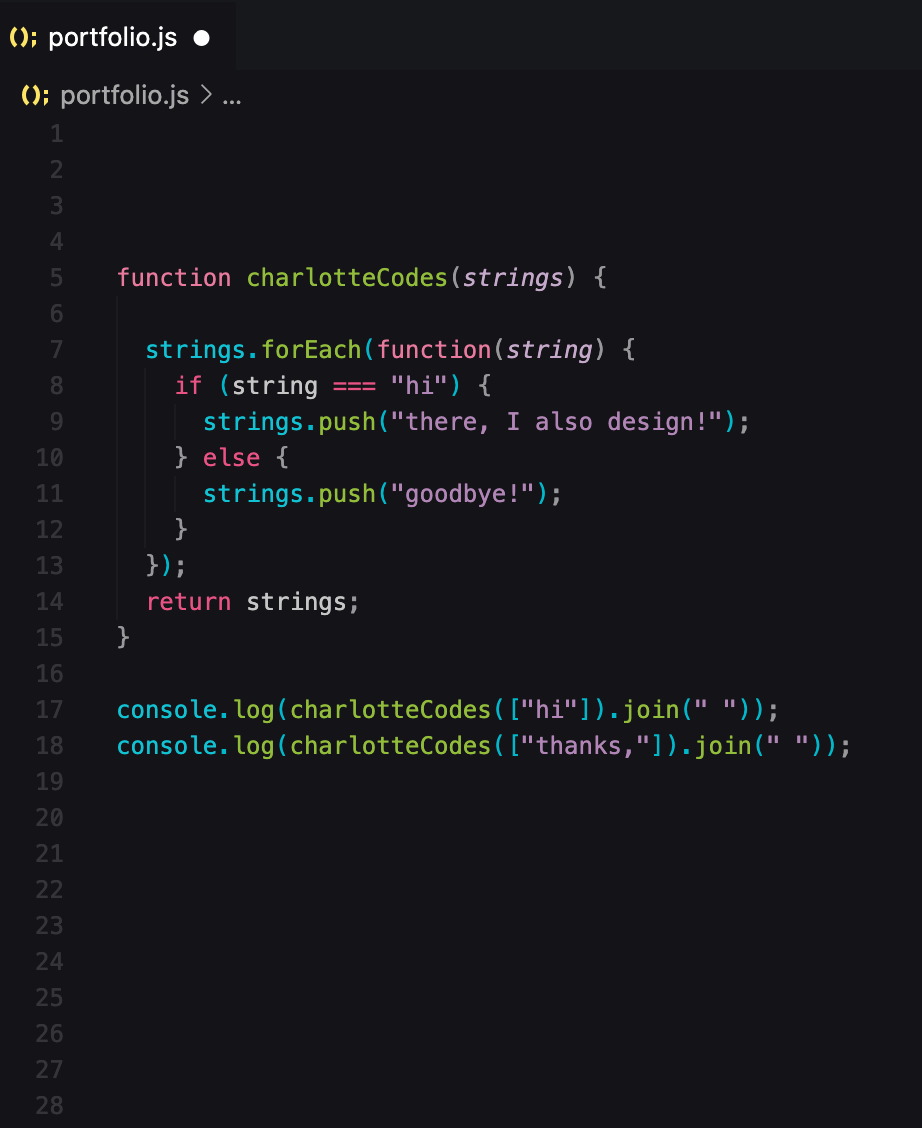 (); portfolio.js ●
(); portfolio.js > ...
1
2
3
4
5 function charlotteCodes(strings) {
6
7 strings.forEach(function(string) {
8 if (string === "hi") {
9 strings.push("there, I also design!");
10 } else {
11 strings.push("goodbye!");
12 }
13 });
14 return strings;
15 }
16
17 console.log(charlotteCodes(["hi"]).join(" "));
18 console.log(charlotteCodes(["thanks,"]).join(" "));
19
20
21
22
23
24
25
26
27
28